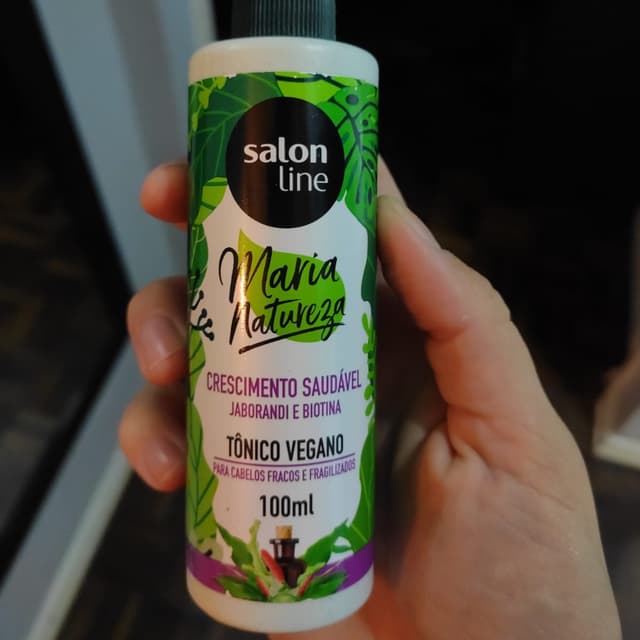 salon
line
Maria
Natureza
CRESCIMENTO SAUDÁVEL
JABORANDI E BIOTINA
TÔNICO VEGANO
PARA CABELOS FRACOS E FRAGILIZADOS
100ml